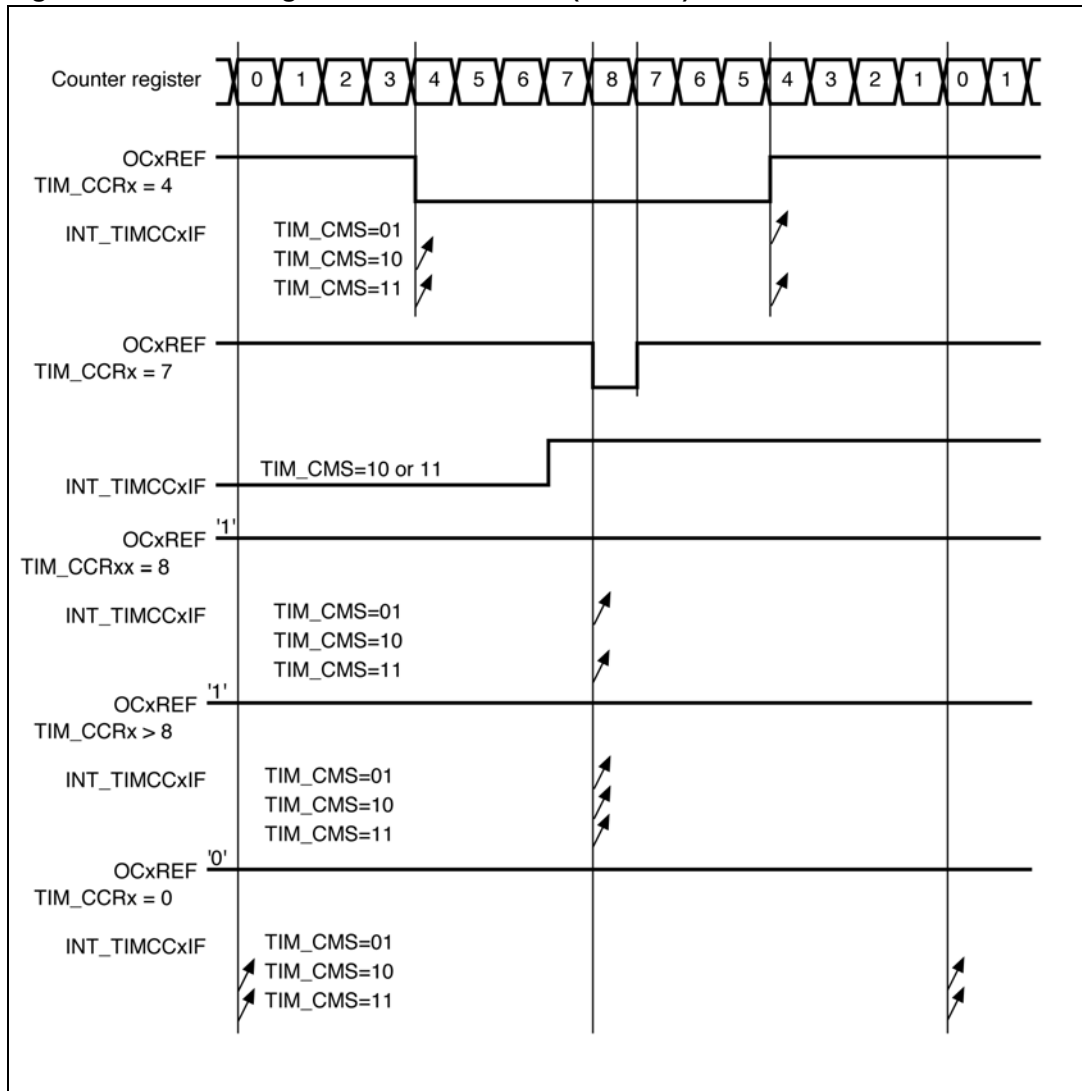 Counter register 0 1 2 3 4 5 6 7 8 7 6 5 4 3 2 1 0 1
OCxREF
TIM_CCRx = 4
INT_TIMCCxIF TIM_CMS=01
TIM_CMS=10
TIM_CMS=11
OCxREF
TIM_CCRx = 7
TIM_CMS=10 or 11
INT_TIMCCxIF
OCxREF '1'
TIM_CCRxx = 8
INT_TIMCCxIF TIM_CMS=01
TIM_CMS=10
TIM_CMS=11
OCxREF '1'
TIM_CCRx > 8
INT_TIMCCxIF TIM_CMS=01
TIM_CMS=10
TIM_CMS=11
OCxREF '0'
TIM_CCRx = 0
INT_TIMCCxIF TIM_CMS=01
TIM_CMS=10
TIM_CMS=11